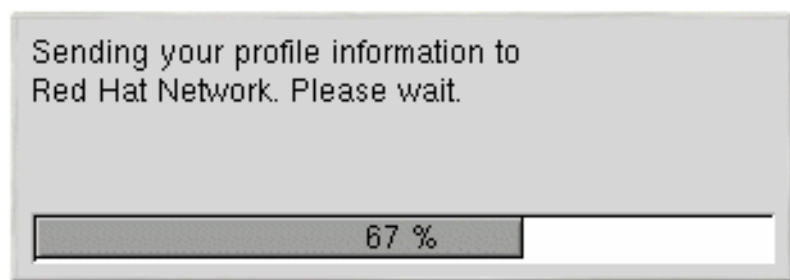 Sending your profile information to
Red Hat Network. Please wait.
67 %